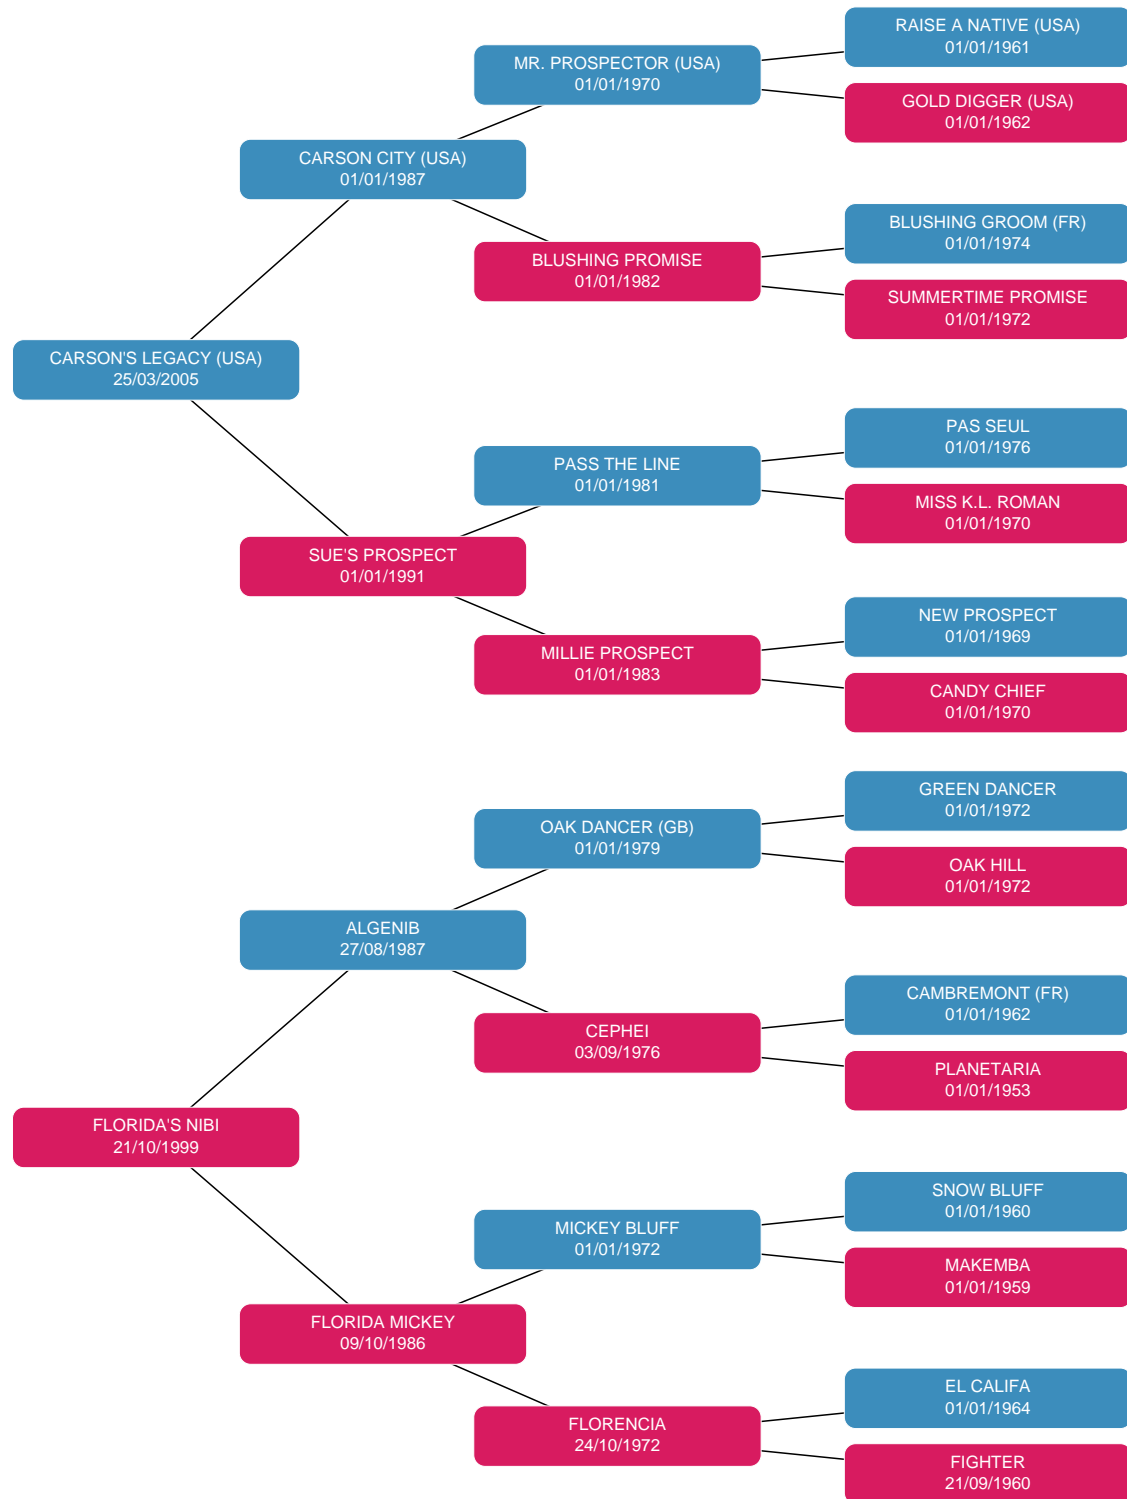 RAISE A NATIVE (USA)
01/01/1961
MR. PROSPECTOR (USA)
01/01/1970
GOLD DIGGER (USA)
01/01/1962
CARSON CITY (USA)
01/01/1987
BLUSHING GROOM (FR)
01/01/1974
BLUSHING PROMISE
01/01/1982
SUMMERTIME PROMISE
01/01/1972
CARSON'S LEGACY (USA)
25/03/2005
PAS SEUL
01/01/1976
PASS THE LINE
01/01/1981
MISS K.L. ROMAN
01/01/1970
SUE'S PROSPECT
01/01/1991
NEW PROSPECT
01/01/1969
MILLIE PROSPECT
01/01/1983
CANDY CHIEF
01/01/1970
GREEN DANCER
01/01/1972
OAK DANCER (GB)
01/01/1979
OAK HILL
01/01/1972
ALGENIB
27/08/1987
CAMBREMONT (FR)
01/01/1962
CEPHEI
03/09/1976
PLANETARIA
01/01/1953
FLORIDA'S NIBI
21/10/1999
SNOW BLUFF
01/01/1960
MICKEY BLUFF
01/01/1972
MAKEMBA
01/01/1959
FLORIDA MICKEY
09/10/1986
EL CALIFA
01/01/1964
FLORENCIA
24/10/1972
FIGHTER
21/09/1960